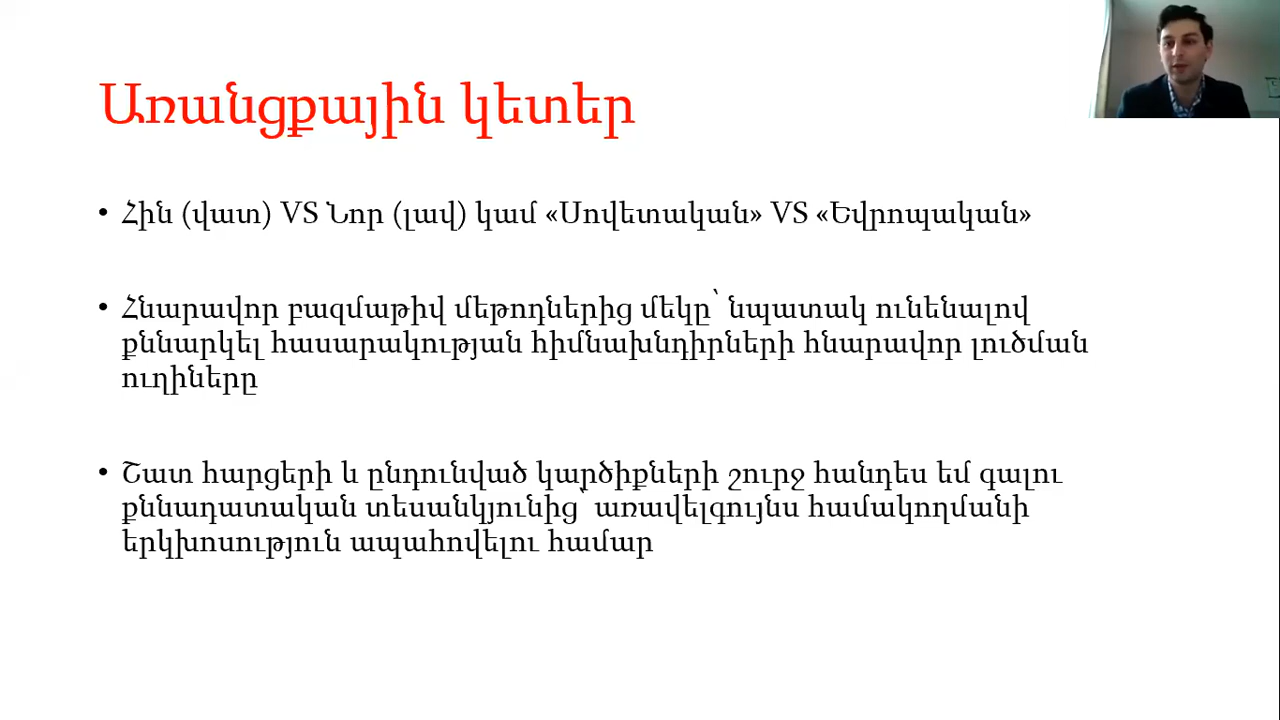 Առանցքային կետեր
• Հին (վատ) VS Նոր (լավ) կամ «Սովետական» VS «Եվրոպական»
• Հնարավոր բազմաթիվ մեթոդներից մեկը՝ նպատակ ունենալով
քննարկել հասարակության հիմնախնդիրների հնարավոր լուծման
ուղիները
• Շատ հարցերի և ընդունված կարծիքների շուրջ հանդես եմ գալու
քննադատական տեսանկյունից՝ առավելգույնս համակողմանի
երկխոսություն ապահովելու համար